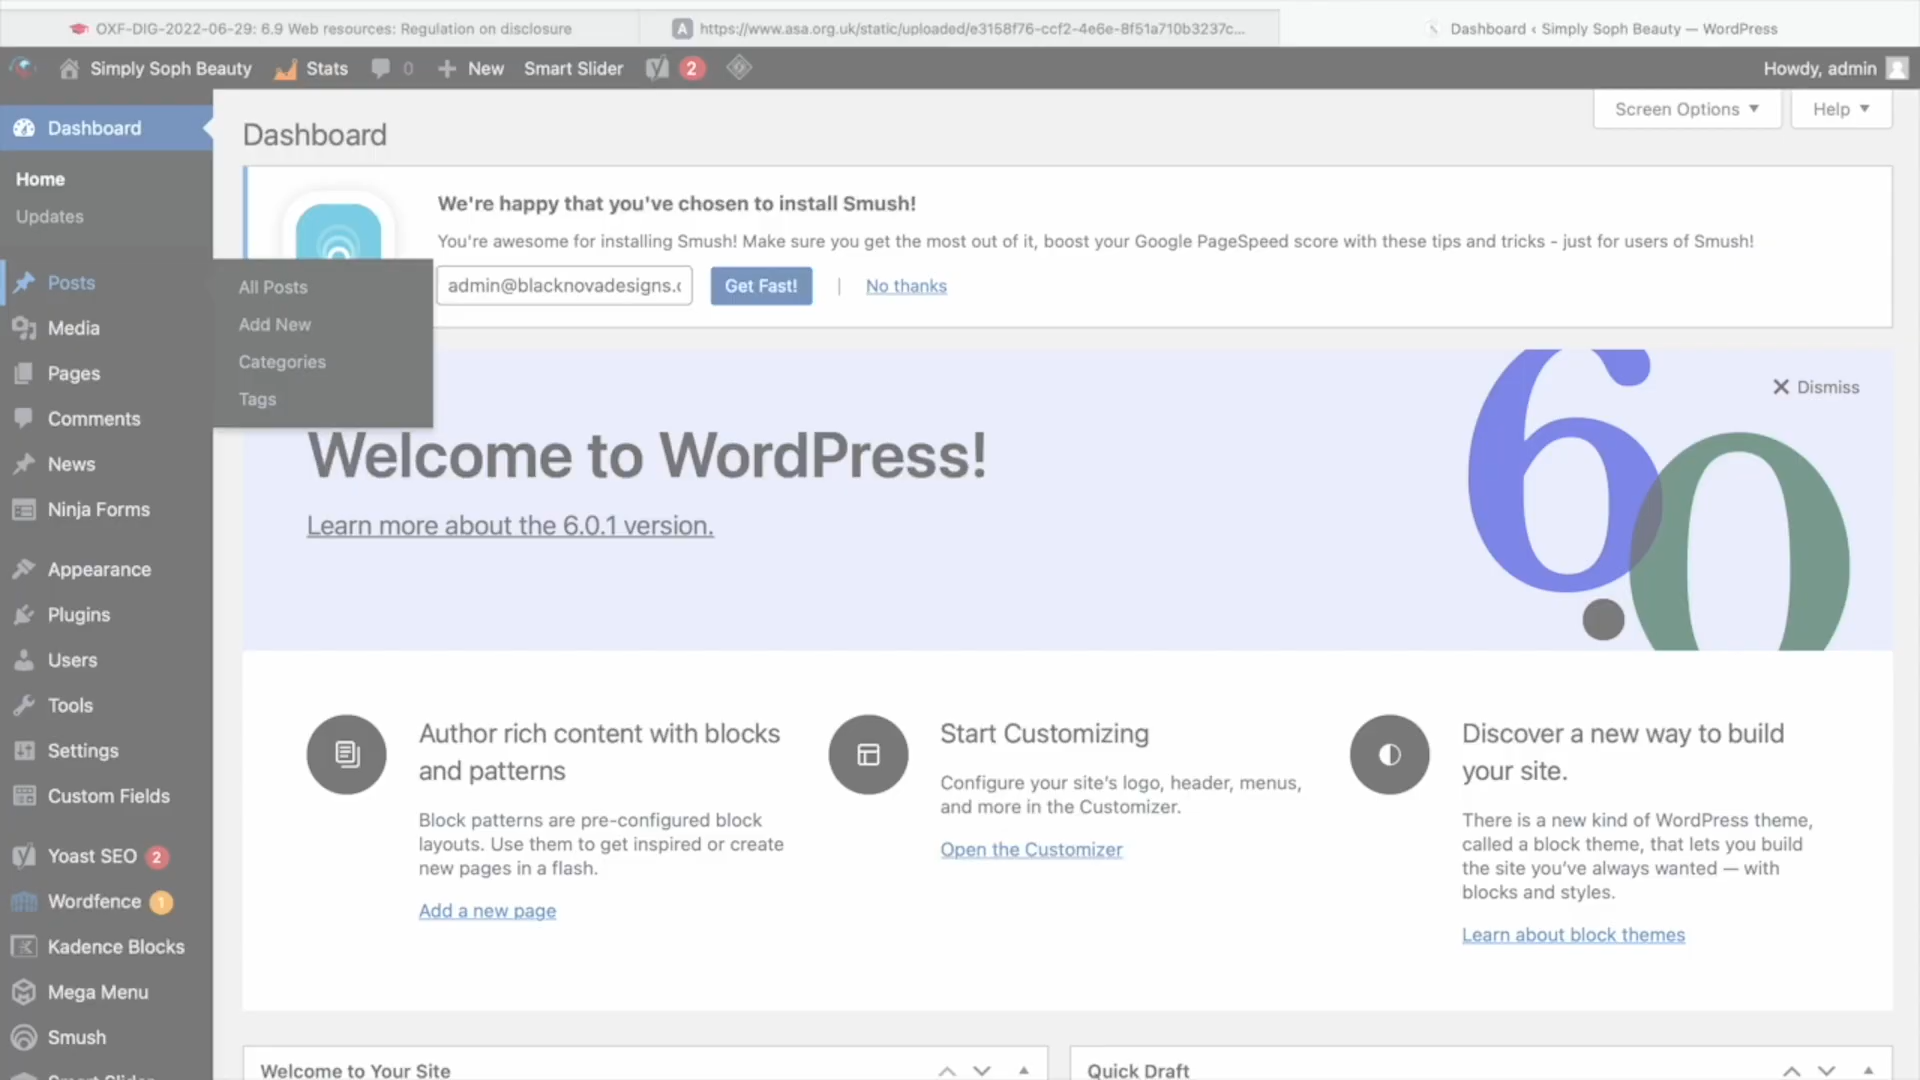 OXF-DIG-2022-06-29: 6.9 Web resources: Regulation on disclosure
A https://www.asa.org.uk/static/uploaded/e3158f76-ccf2-4e6e-8f51a710b3237c...
Dashboard ‹ Simply Soph Beauty — WordPress
Simply Soph Beauty
Stats
0
New
Smart Slider
2
Howdy, admin
Screen Options
Help
Dashboard
Home
Updates
Posts
Media
Pages
Comments
News
Ninja Forms
Appearance
Plugins
Users
Tools
Settings
Custom Fields
Yoast SEO 2
Wordfence 1
Kadence Blocks
Mega Menu
Smush
Smart Slider
All Posts
Add New
Categories
Tags
Dashboard
We're happy that you've chosen to install Smush!
You're awesome for installing Smush! Make sure you get the most out of it, boost your Google PageSpeed score with these tips and tricks - just for users of Smush!
admin@blacknovadesigns.c
Get Fast!
|
No thanks
Dismiss
6.0
Welcome to WordPress!
Learn more about the 6.0.1 version.
Author rich content with blocks
and patterns
Block patterns are pre-configured block
layouts. Use them to get inspired or create
new pages in a flash.
Add a new page
Start Customizing
Configure your site's logo, header, menus,
and more in the Customizer.
Open the Customizer
Discover a new way to build
your site.
There is a new kind of WordPress theme,
called a block theme, that lets you build
the site you've always wanted — with
blocks and styles.
Learn about block themes
Welcome to Your Site
Quick Draft